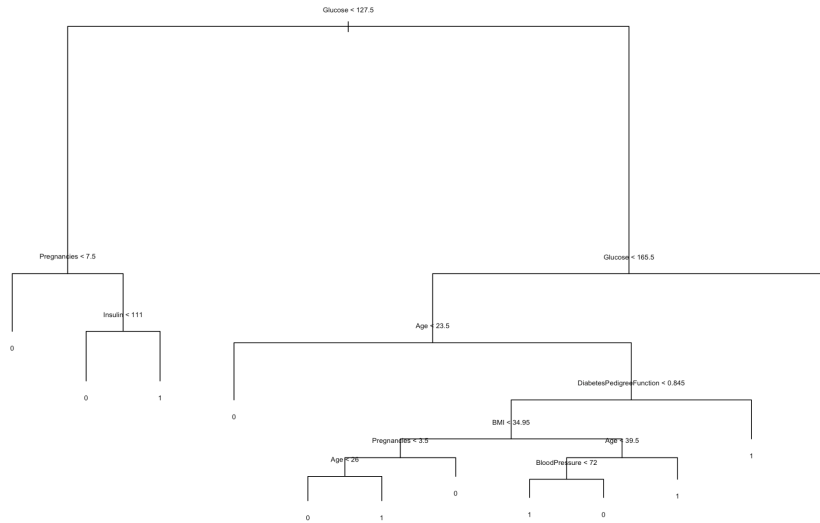 Glucose < 127.5
Pregnancies < 7.5
Glucose < 165.5
Insulin < 111
Age < 23.5
0
DiabetesPedigreeFunction < 0.845
0
1
0
BMI < 34.95
Pregnancies < 3.5
Age < 39.5
1
Age < 26
BloodPressure < 72
0
1
0
1
1
0